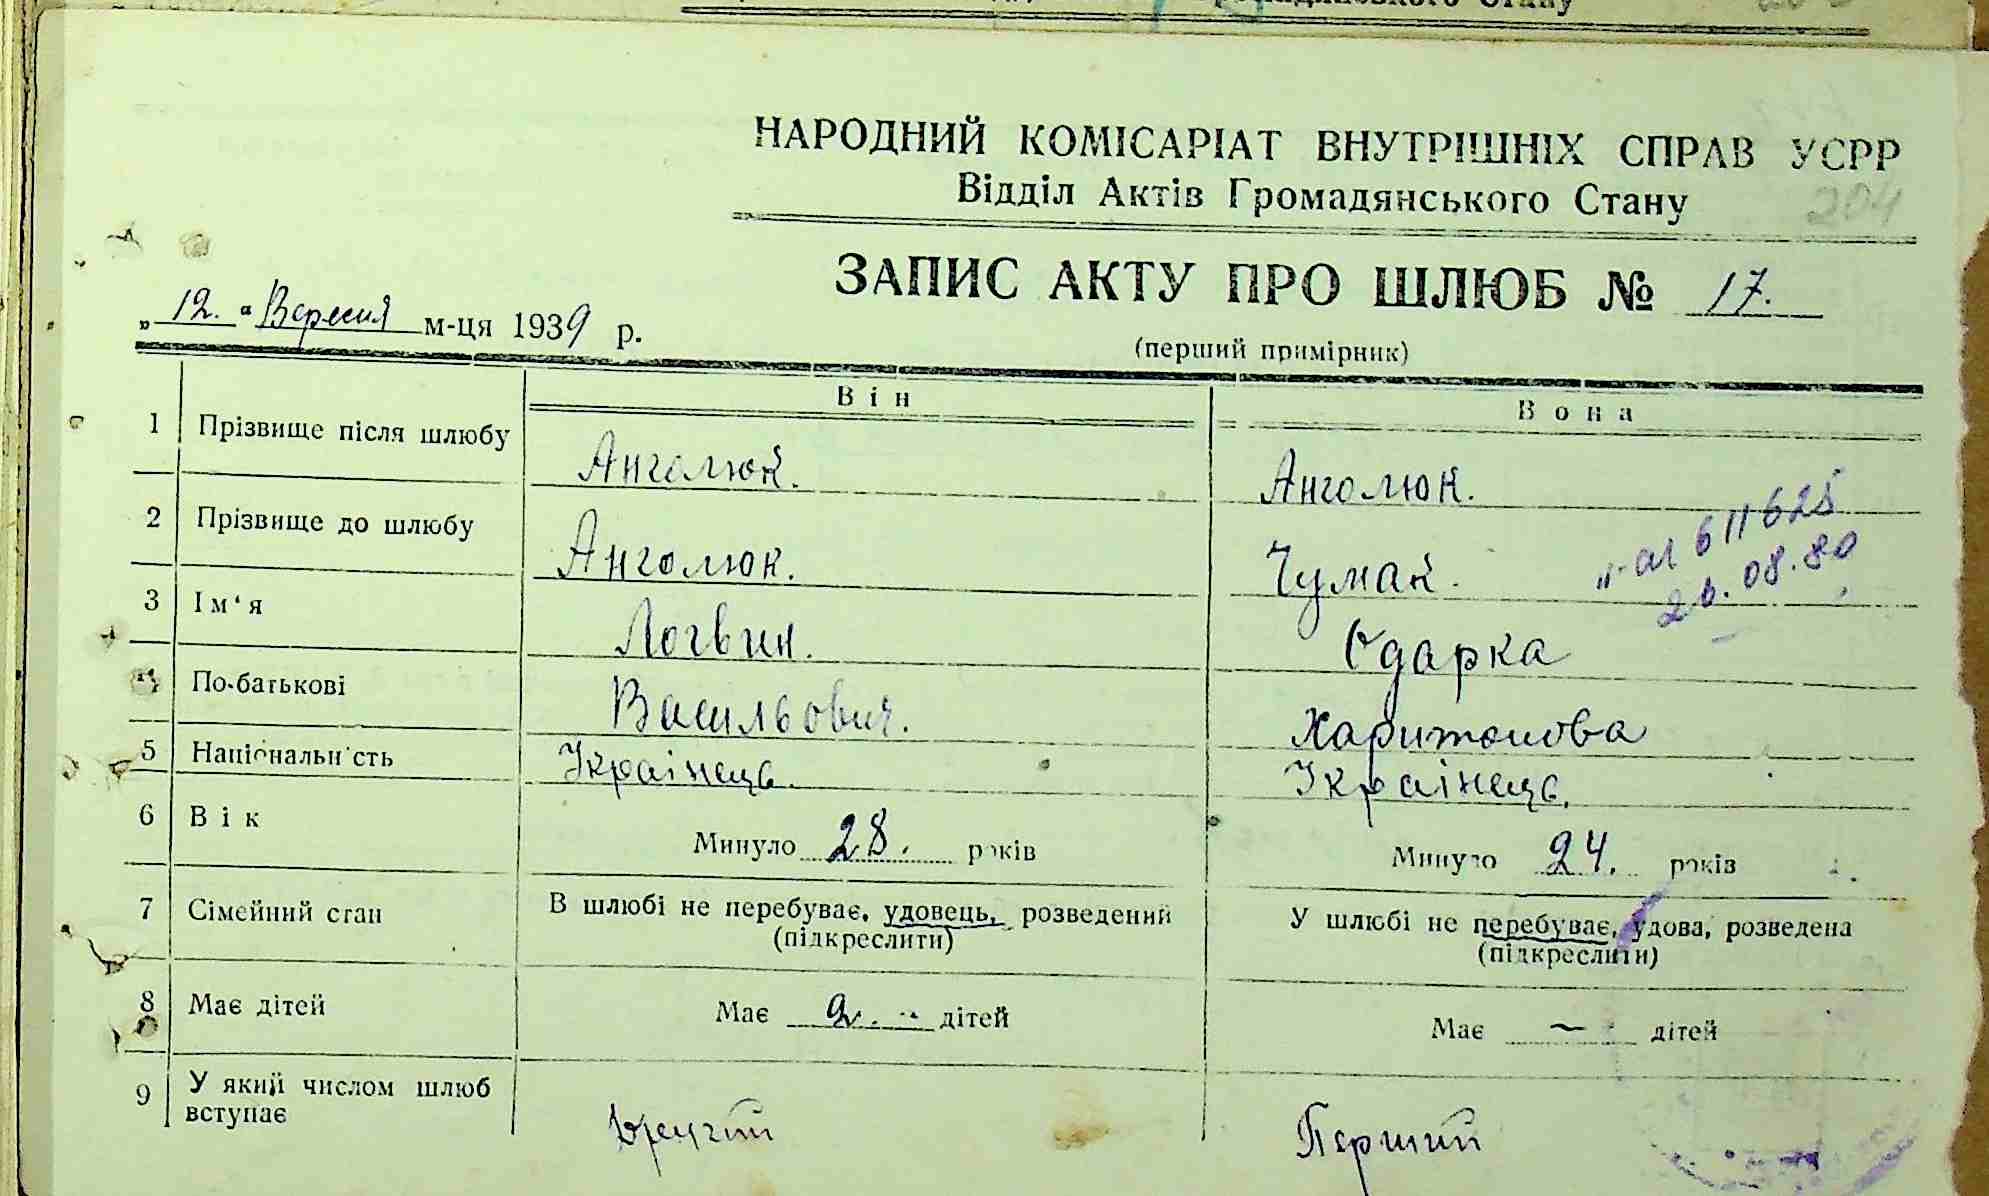 НАРОДНИЙ КОМІСАРІАТ ВНУТРІШНІХ СПРАВ УСРР
Відділ Актів Громадянського Стану
204
ЗАПИС АКТУ ПРО ШЛЮБ № 17.
„12.“ Вересня м-ця 1939 р.
(перший примірник)
Він Вона
1 Прізвище після шлюбу Анголюк. Анголюк.
2 Прізвище до шлюбу Анголюк. Чумак.
611625
08.80
3 Ім'я Логвин. Одарка
По-батькові Васильович. Харитонова
5 Національність Українець. Українець.
6 Вік Минуло 28. років Минуло 24. років
7 Сімейний стан В шлюбі не перебуває, удовець, розведений У шлюбі не перебуває, удова, розведена
(підкреслити) (підкреслити)
8 Має дітей Має 2. - дітей Має ~ дітей
9 У який числом шлюб вступає другий Перший